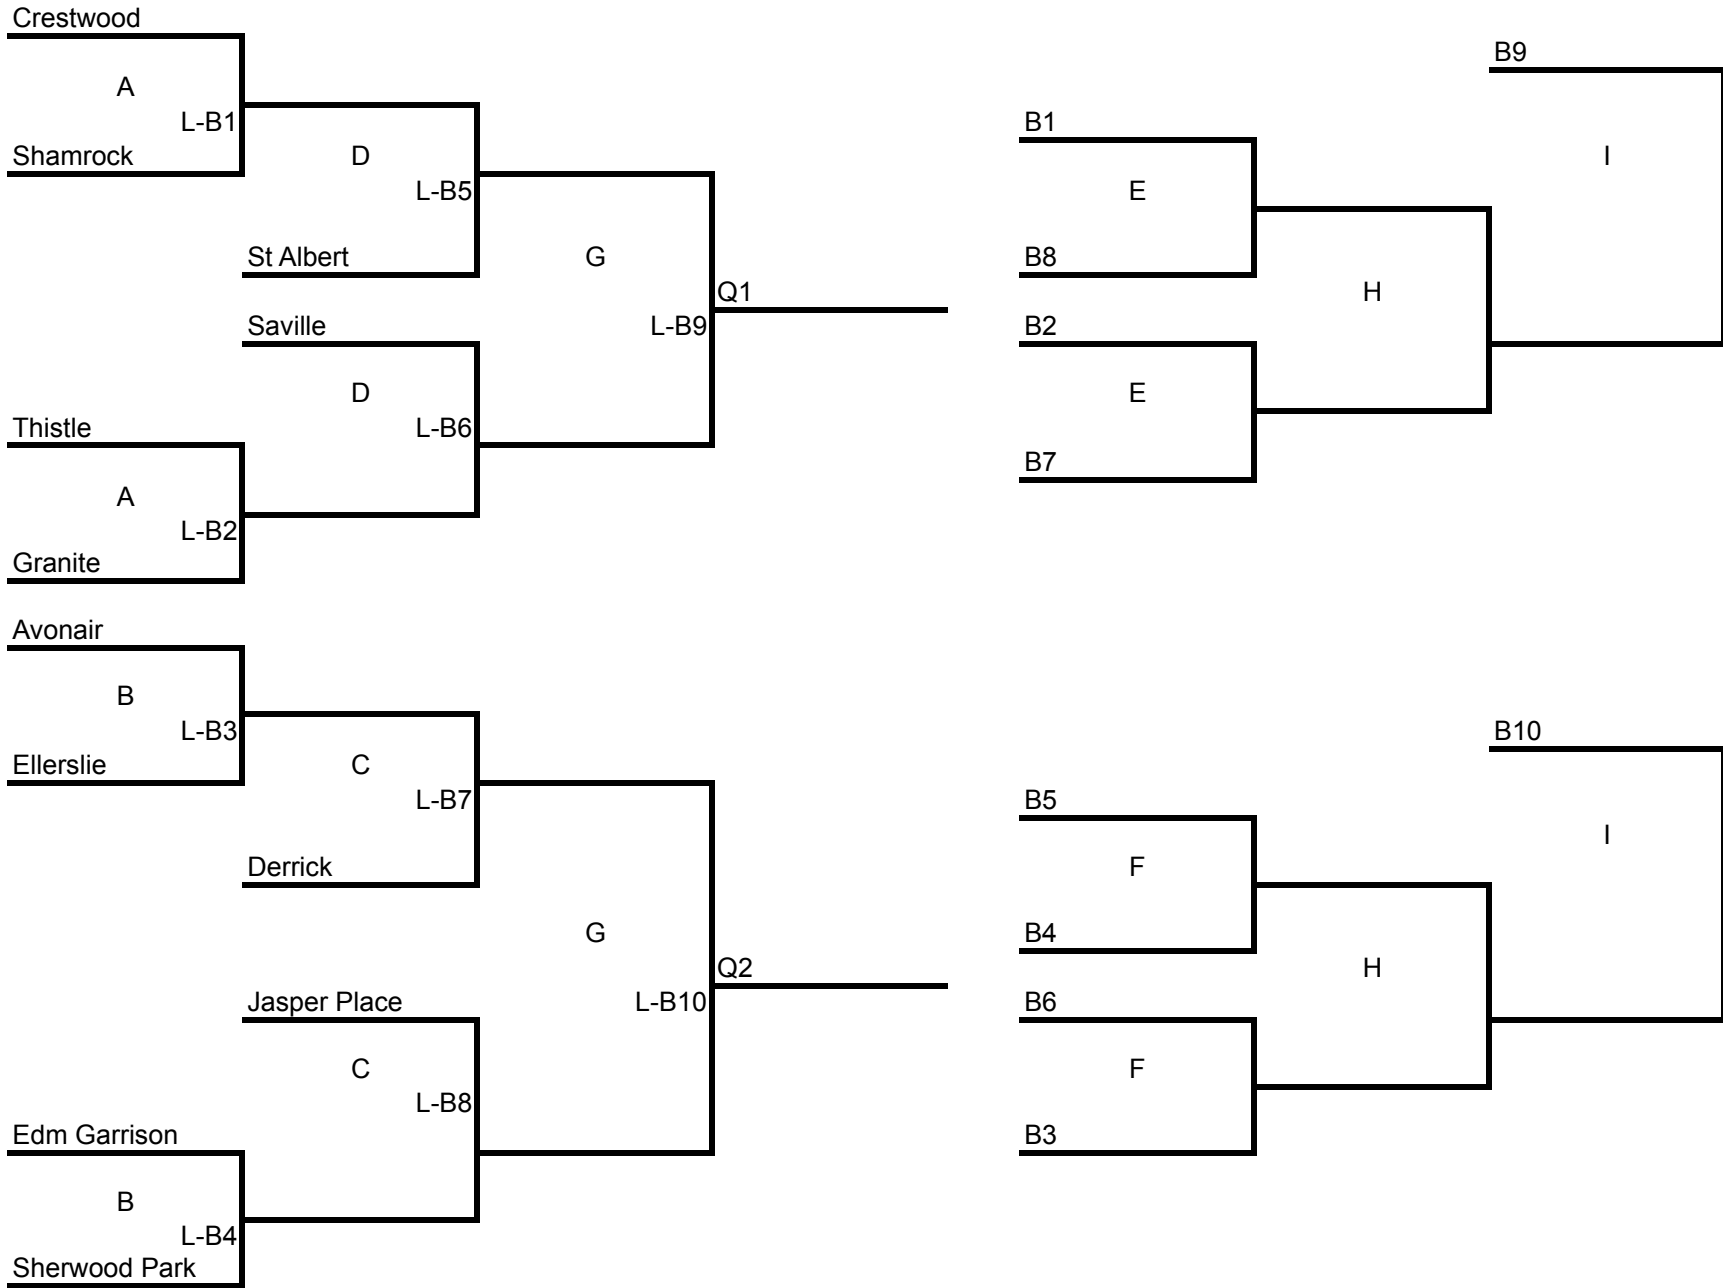 Crestwood
A
L-B1
Shamrock
D
L-B5
St Albert
G
Q1
Saville
L-B9
D
L-B6
Thistle
A
L-B2
Granite
Avonair
B
L-B3
Ellerslie
C
L-B7
Derrick
G
Q2
Jasper Place
L-B10
C
L-B8
Edm Garrison
B
L-B4
Sherwood Park
B9
B1
I
E
B8
H
B2
E
B7
B10
B5
I
F
B4
H
B6
F
B3